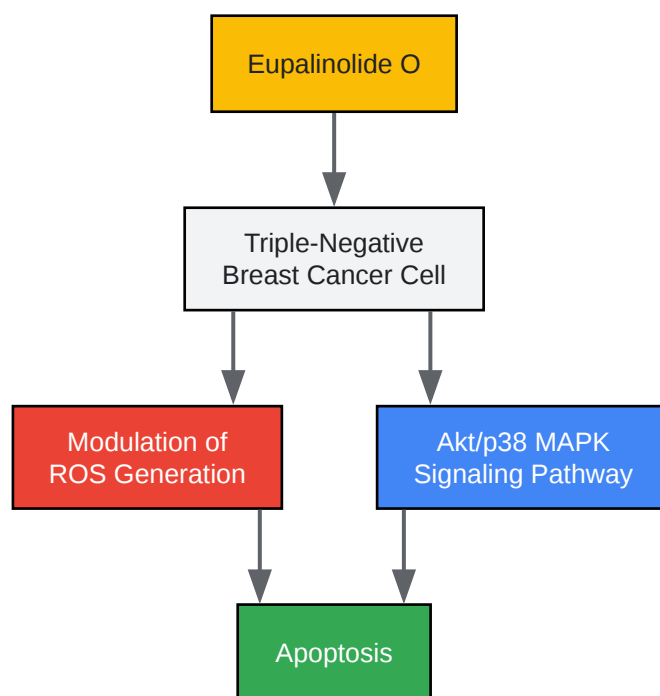 Eupalinolide O
Triple-Negative
Breast Cancer Cell
Modulation of
ROS Generation
Akt/p38 MAPK
Signaling Pathway
Apoptosis